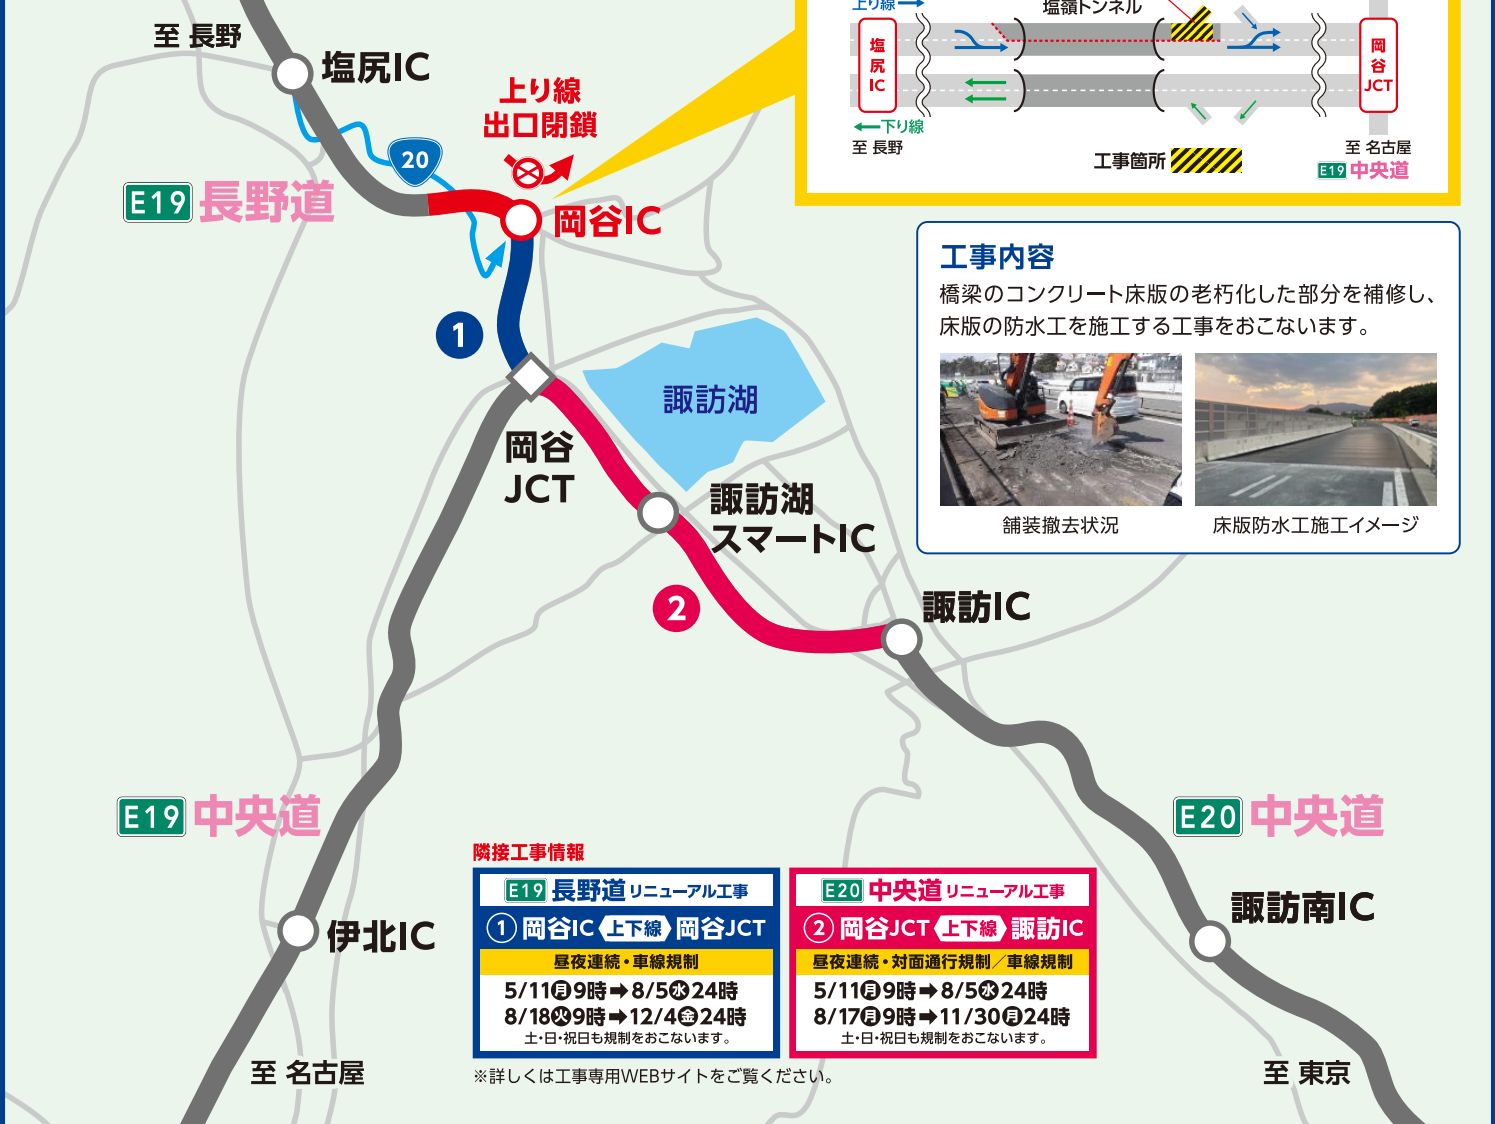 上り線
塩嶺トンネル
塩尻IC
岡谷JCT
下り線
至 長野
工事箇所
至 名古屋
E19 中央道
至 長野
塩尻IC
上り線
出口閉鎖
20
E19 長野道
岡谷IC
1
諏訪湖
岡谷
JCT
諏訪湖
スマートIC
2
諏訪IC
工事内容
橋梁のコンクリート床版の老朽化した部分を補修し、
床版の防水工を施工する工事をおこないます。
舗装撤去状況
床版防水工施工イメージ
E19 中央道
E20 中央道
伊北IC
諏訪南IC
至 名古屋
至 東京
隣接工事情報
E19 長野道 リニューアル工事
① 岡谷IC 上下線 岡谷JCT
昼夜連続・車線規制
5/11月9時➡8/5水24時
8/18火9時➡12/4金24時
土・日・祝日も規制をおこないます。
E20 中央道 リニューアル工事
② 岡谷JCT 上下線 諏訪IC
昼夜連続・対面通行規制／車線規制
5/11月9時➡8/5水24時
8/17月9時➡11/30月24時
土・日・祝日も規制をおこないます。
※詳しくは工事専用WEBサイトをご覧ください。